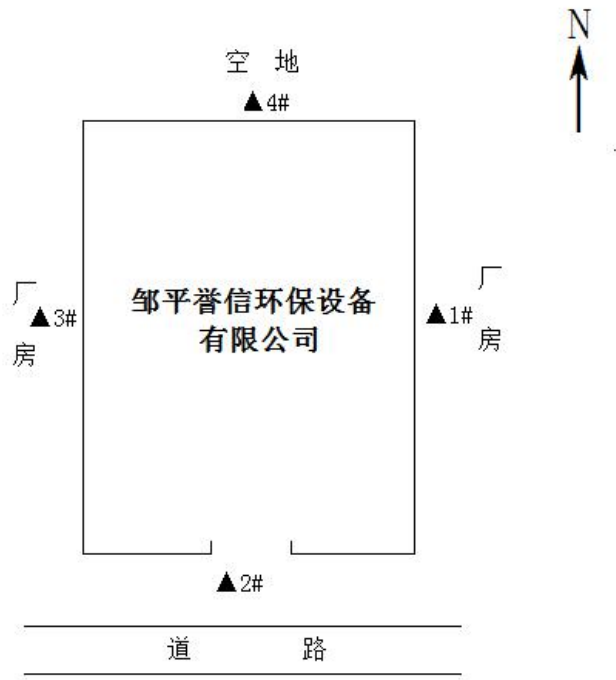 N
空 地
▲4#
邹平誉信环保设备
有限公司
厂
房
▲3#
▲1#
厂
房
▲2#
道 路